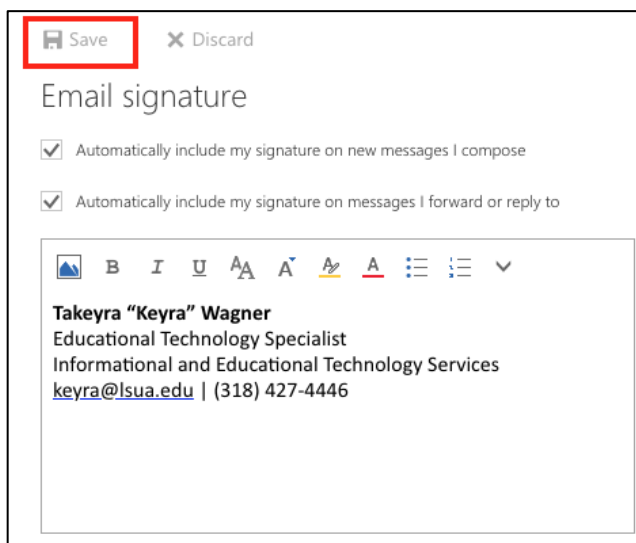 Save Discard
Email signature
Automatically include my signature on new messages I compose
Automatically include my signature on messages I forward or reply to
B I U AA A A A
Takeyra “Keyra” Wagner
Educational Technology Specialist
Informational and Educational Technology Services
keyra@lsua.edu | (318) 427-4446